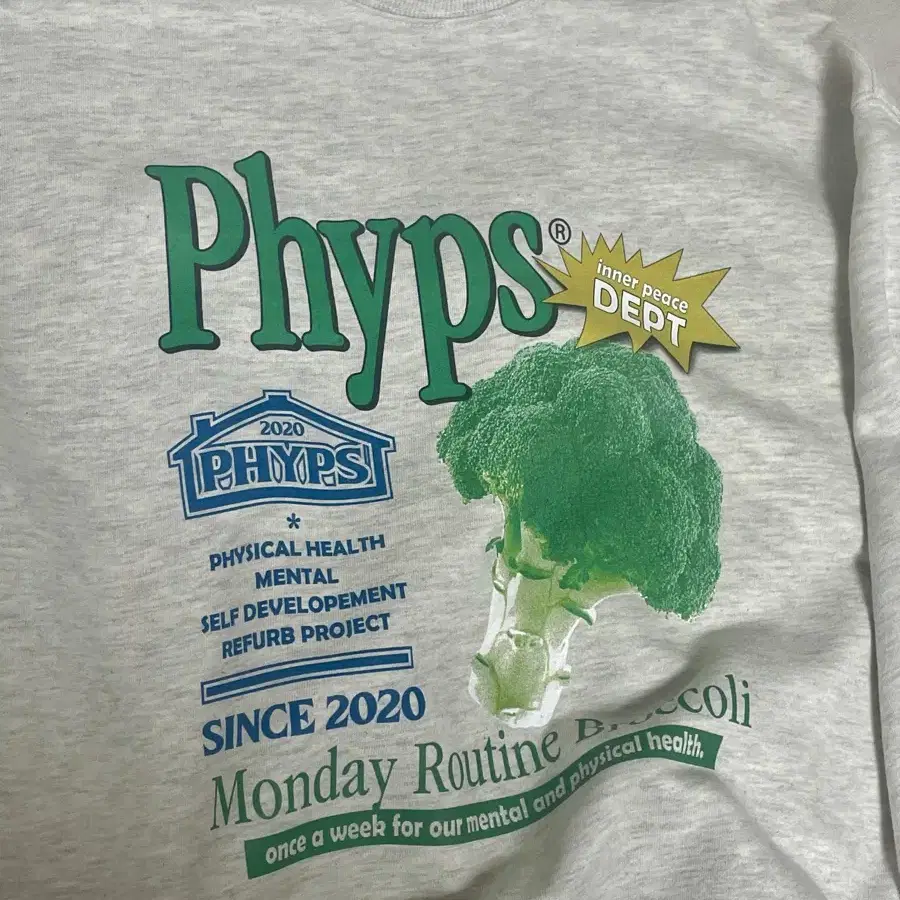 Phyps®
inner peace
DEPT
2020
PHYPS
*
PHYSICAL HEALTH
MENTAL
SELF DEVELOPEMENT
REFURB PROJECT
SINCE 2020
Monday Routine Broccoli
once a week for our mental and physical health.